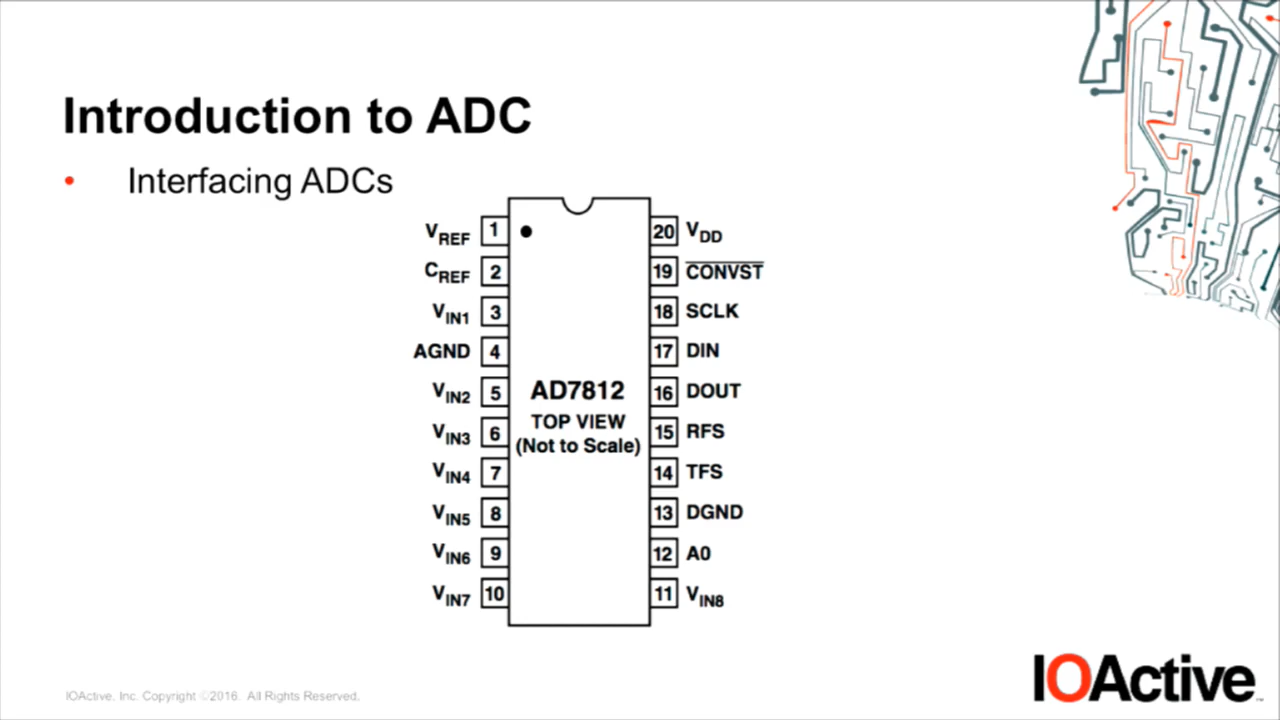 Introduction to ADC
• Interfacing ADCs
VREF 1 20 VDD
CREF 2 19 CONVST
VIN1 3 18 SCLK
AGND 4 17 DIN
VIN2 5 AD7812 16 DOUT
TOP VIEW
VIN3 6 (Not to Scale) 15 RFS
VIN4 7 14 TFS
VIN5 8 13 DGND
VIN6 9 12 A0
VIN7 10 11 VIN8
IOActive, Inc. Copyright ©2016. All Rights Reserved.
IOActive